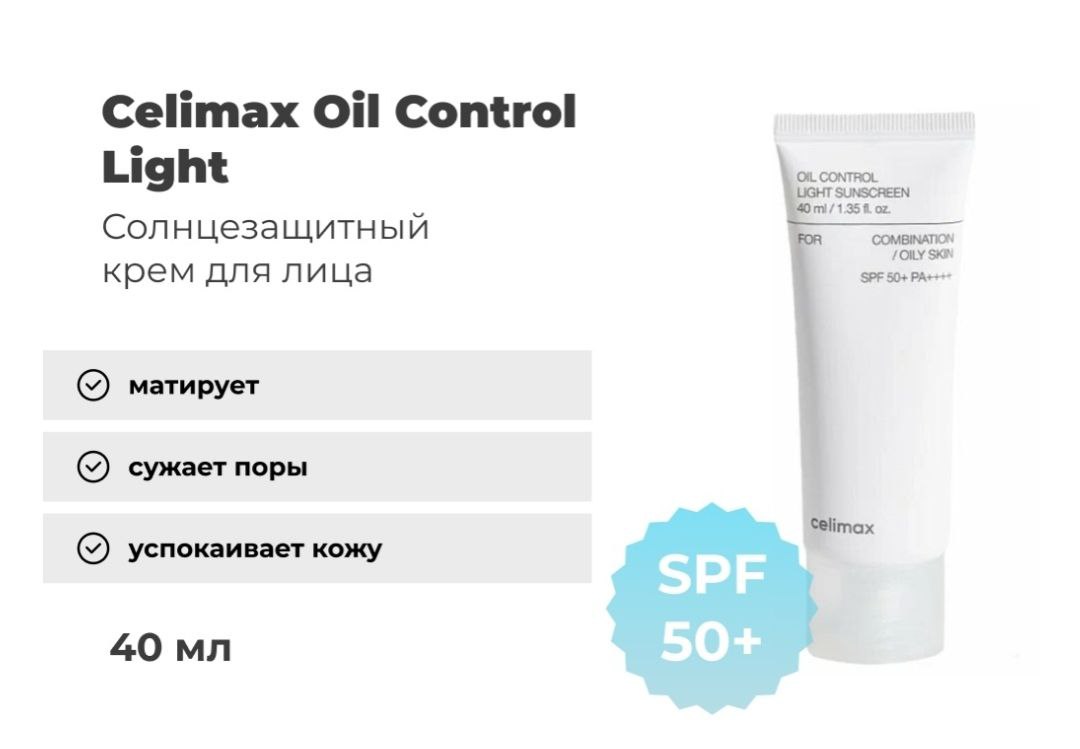 Celimax Oil Control
Light
Солнцезащитный
крем для лица
матирует
сужает поры
успокаивает кожу
40 мл
OIL CONTROL
LIGHT SUNSCREEN
40 ml / 1.35 fl. oz.
FOR COMBINATION
/ OILY SKIN
SPF 50+ PA++++
celimax
SPF
50+